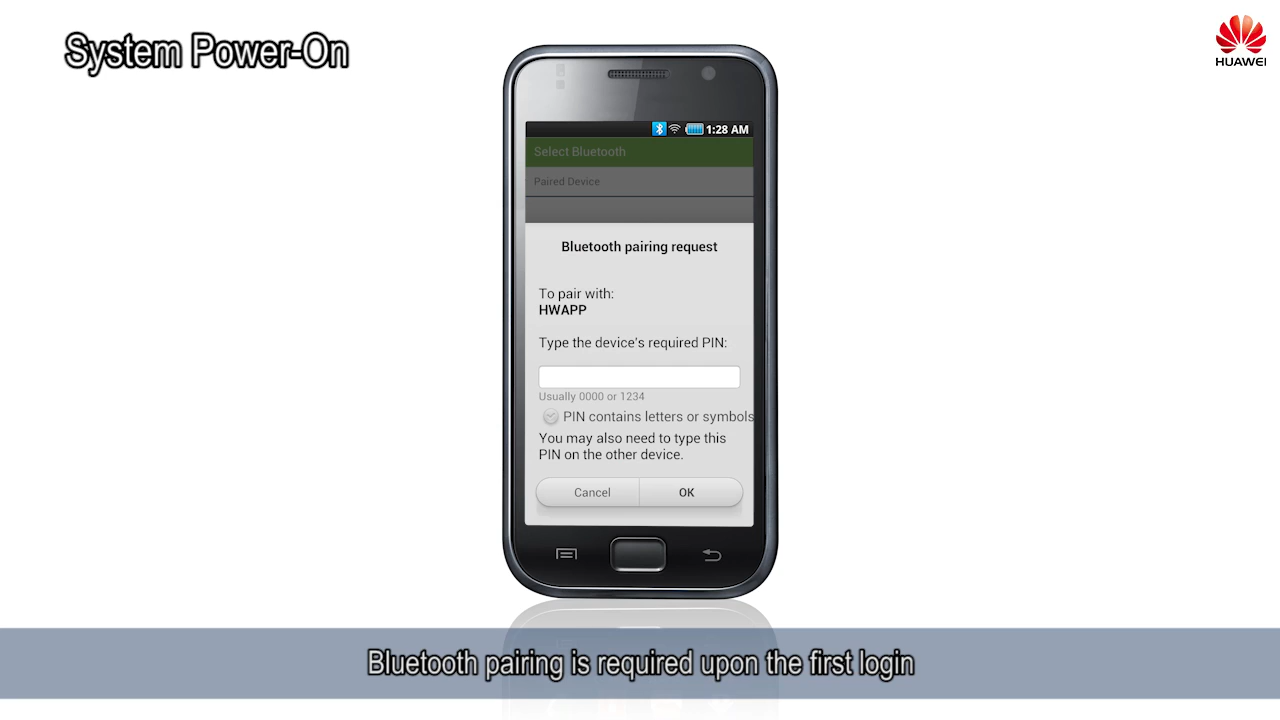 System Power-On
HUAWEI
1:28 AM
Select Bluetooth
Paired Device
Bluetooth pairing request
To pair with:
HWAPP
Type the device's required PIN:
Usually 0000 or 1234
PIN contains letters or symbols
You may also need to type this
PIN on the other device.
Cancel
OK
Bluetooth pairing is required upon the first login